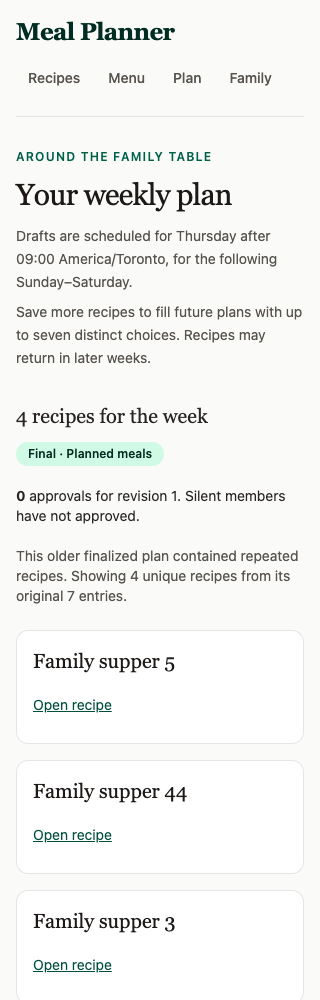 Meal Planner
Recipes Menu Plan Family
AROUND THE FAMILY TABLE
Your weekly plan
Drafts are scheduled for Thursday after
09:00 America/Toronto, for the following
Sunday–Saturday.
Save more recipes to fill future plans with up
to seven distinct choices. Recipes may
return in later weeks.
4 recipes for the week
Final · Planned meals
0 approvals for revision 1. Silent members
have not approved.
This older finalized plan contained repeated
recipes. Showing 4 unique recipes from its
original 7 entries.
Family supper 5
Open recipe
Family supper 44
Open recipe
Family supper 3
Open recipe